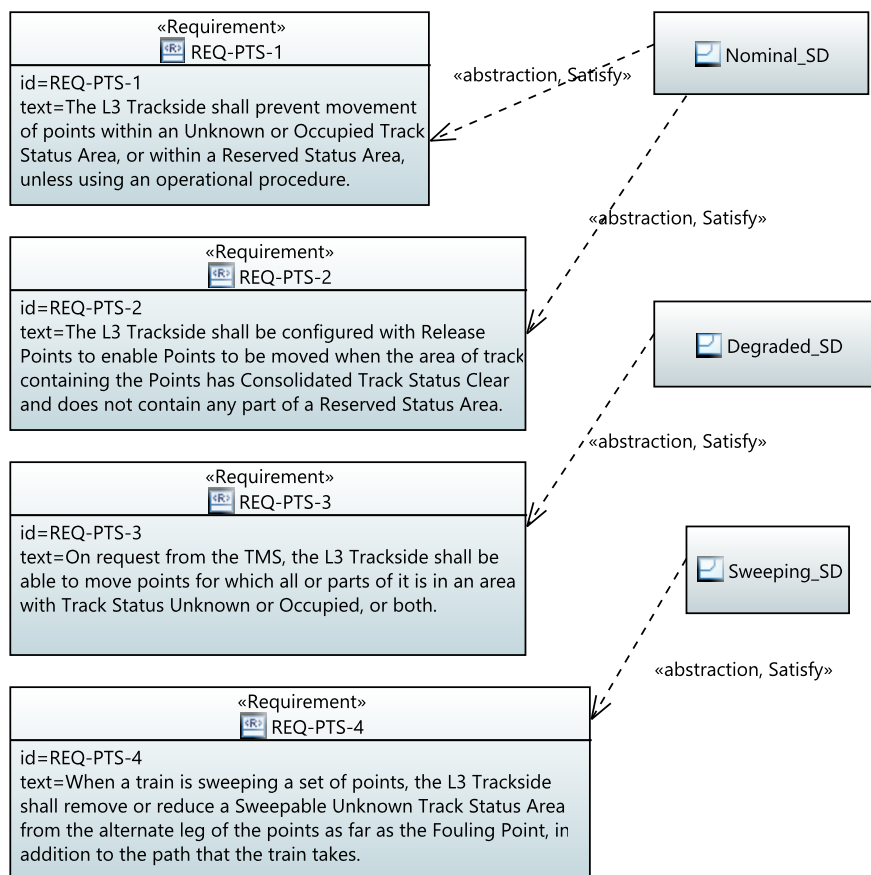 «Requirement»
REQ-PTS-1
id=REQ-PTS-1
text=The L3 Trackside shall prevent movement
of points within an Unknown or Occupied Track
Status Area, or within a Reserved Status Area,
unless using an operational procedure.
«abstraction, Satisfy»
Nominal_SD
«abstraction, Satisfy»
«Requirement»
REQ-PTS-2
id=REQ-PTS-2
text=The L3 Trackside shall be configured with Release
Points to enable Points to be moved when the area of track
containing the Points has Consolidated Track Status Clear
and does not contain any part of a Reserved Status Area.
Degraded_SD
«abstraction, Satisfy»
«Requirement»
REQ-PTS-3
id=REQ-PTS-3
text=On request from the TMS, the L3 Trackside shall be
able to move points for which all or parts of it is in an area
with Track Status Unknown or Occupied, or both.
Sweeping_SD
«abstraction, Satisfy»
«Requirement»
REQ-PTS-4
id=REQ-PTS-4
text=When a train is sweeping a set of points, the L3 Trackside
shall remove or reduce a Sweepable Unknown Track Status Area
from the alternate leg of the points as far as the Fouling Point, in
addition to the path that the train takes.